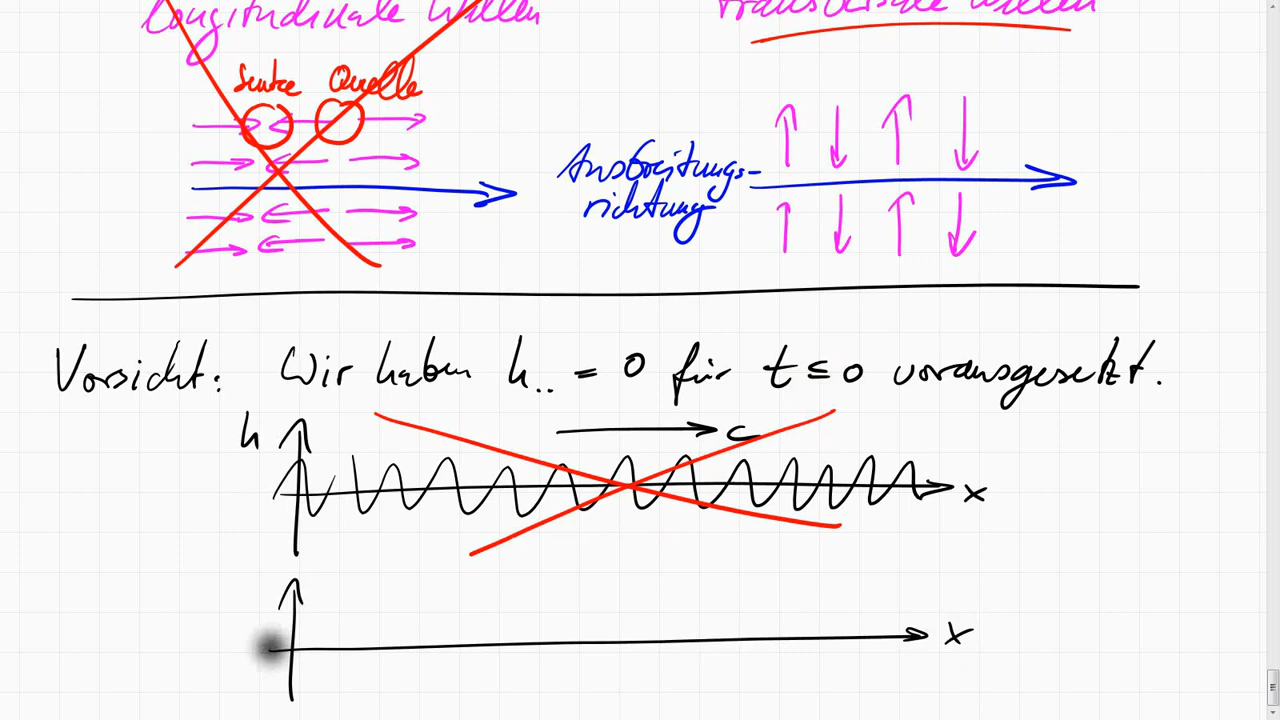 Longitudinale Wellen
transversale Wellen
Senke Quelle
Ausbreitungs-
richtung
Vorsicht: Wir haben h.. = 0 für t ≤ 0 vorausgesetzt.
h
c
x
x